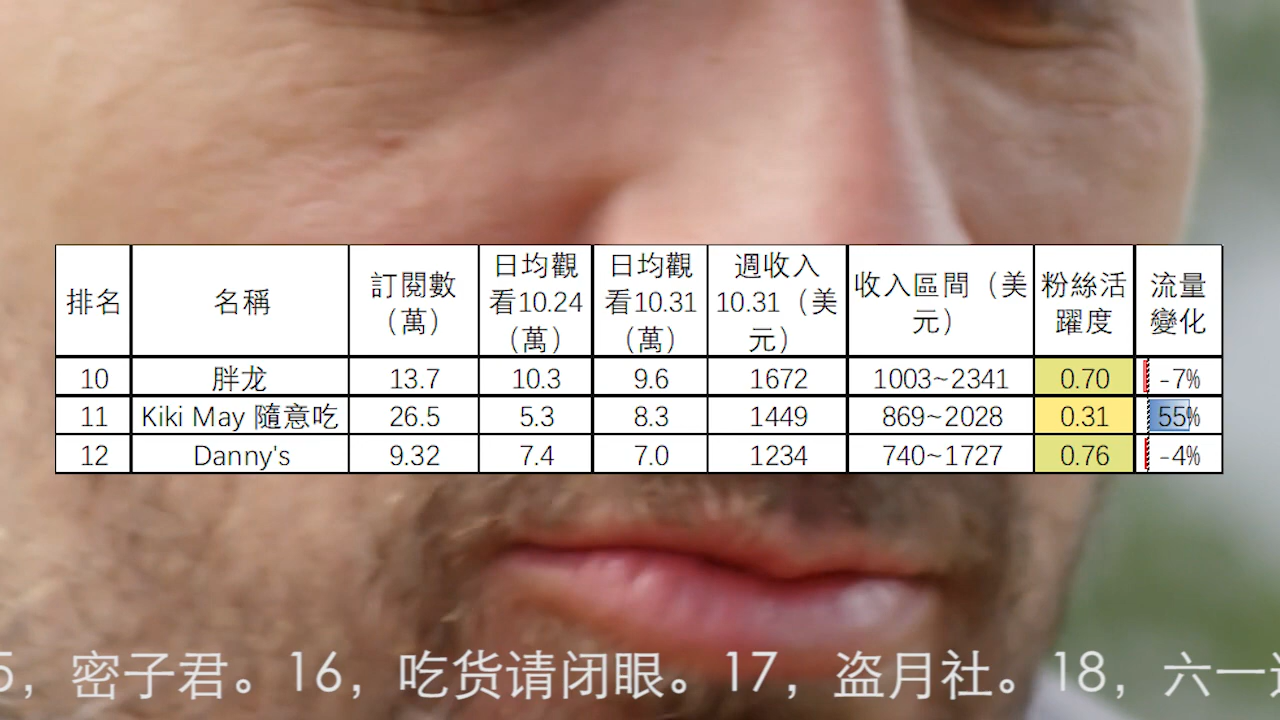 排名 名稱 訂閱數（萬） 日均觀看10.24（萬） 日均觀看10.31（萬） 週收入10.31（美元） 收入區間（美元） 粉絲活躍度 流量變化
10 胖龙 13.7 10.3 9.6 1672 1003~2341 0.70 -7%
11 Kiki May 隨意吃 26.5 5.3 8.3 1449 869~2028 0.31 55%
12 Danny's 9.32 7.4 7.0 1234 740~1727 0.76 -4%
5，密子君。16，吃货请闭眼。17，盗月社。18，六一